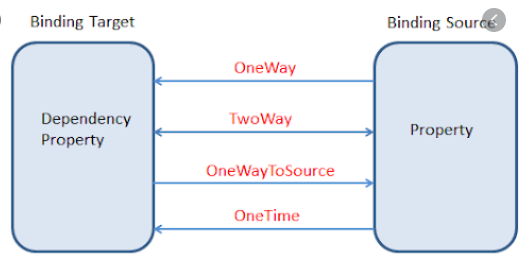 Binding Target
Binding Source
OneWay
Dependency
Property
TwoWay
Property
OneWayToSource
OneTime